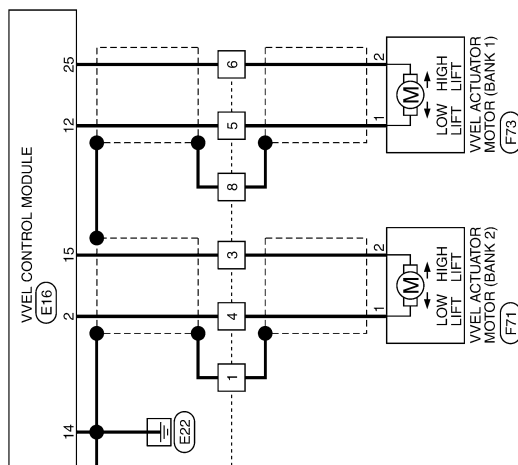 VVEL CONTROL MODULE
E16
25
12
15
2
14
6
5
8
3
4
1
E22
2
1
M
LOW LIFT
HIGH LIFT
VVEL ACTUATOR
MOTOR (BANK 1)
F73
2
1
M
LOW LIFT
HIGH LIFT
VVEL ACTUATOR
MOTOR (BANK 2)
F71